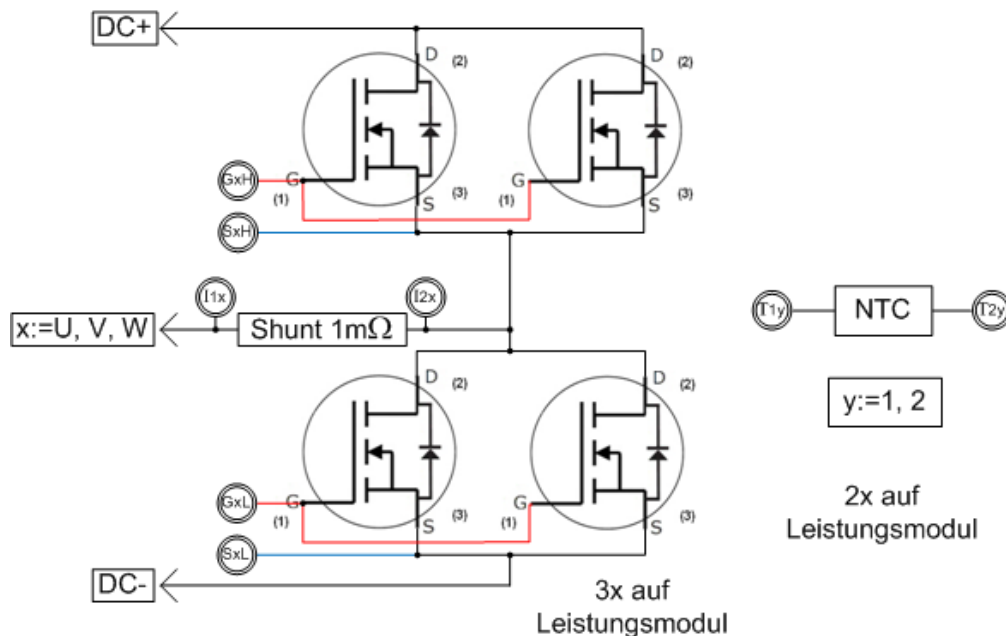 DC+
D (2) D (2)
GxH G (1) G (1)
SxH S (3) S (3)
I1x I2x
x:=U, V, W Shunt 1mΩ
T1y NTC T2y
D (2) D (2)
y:=1, 2
GxL G (1) G (1)
S (3) S (3)
2x auf
Leistungsmodul
SxL
DC-
3x auf
Leistungsmodul